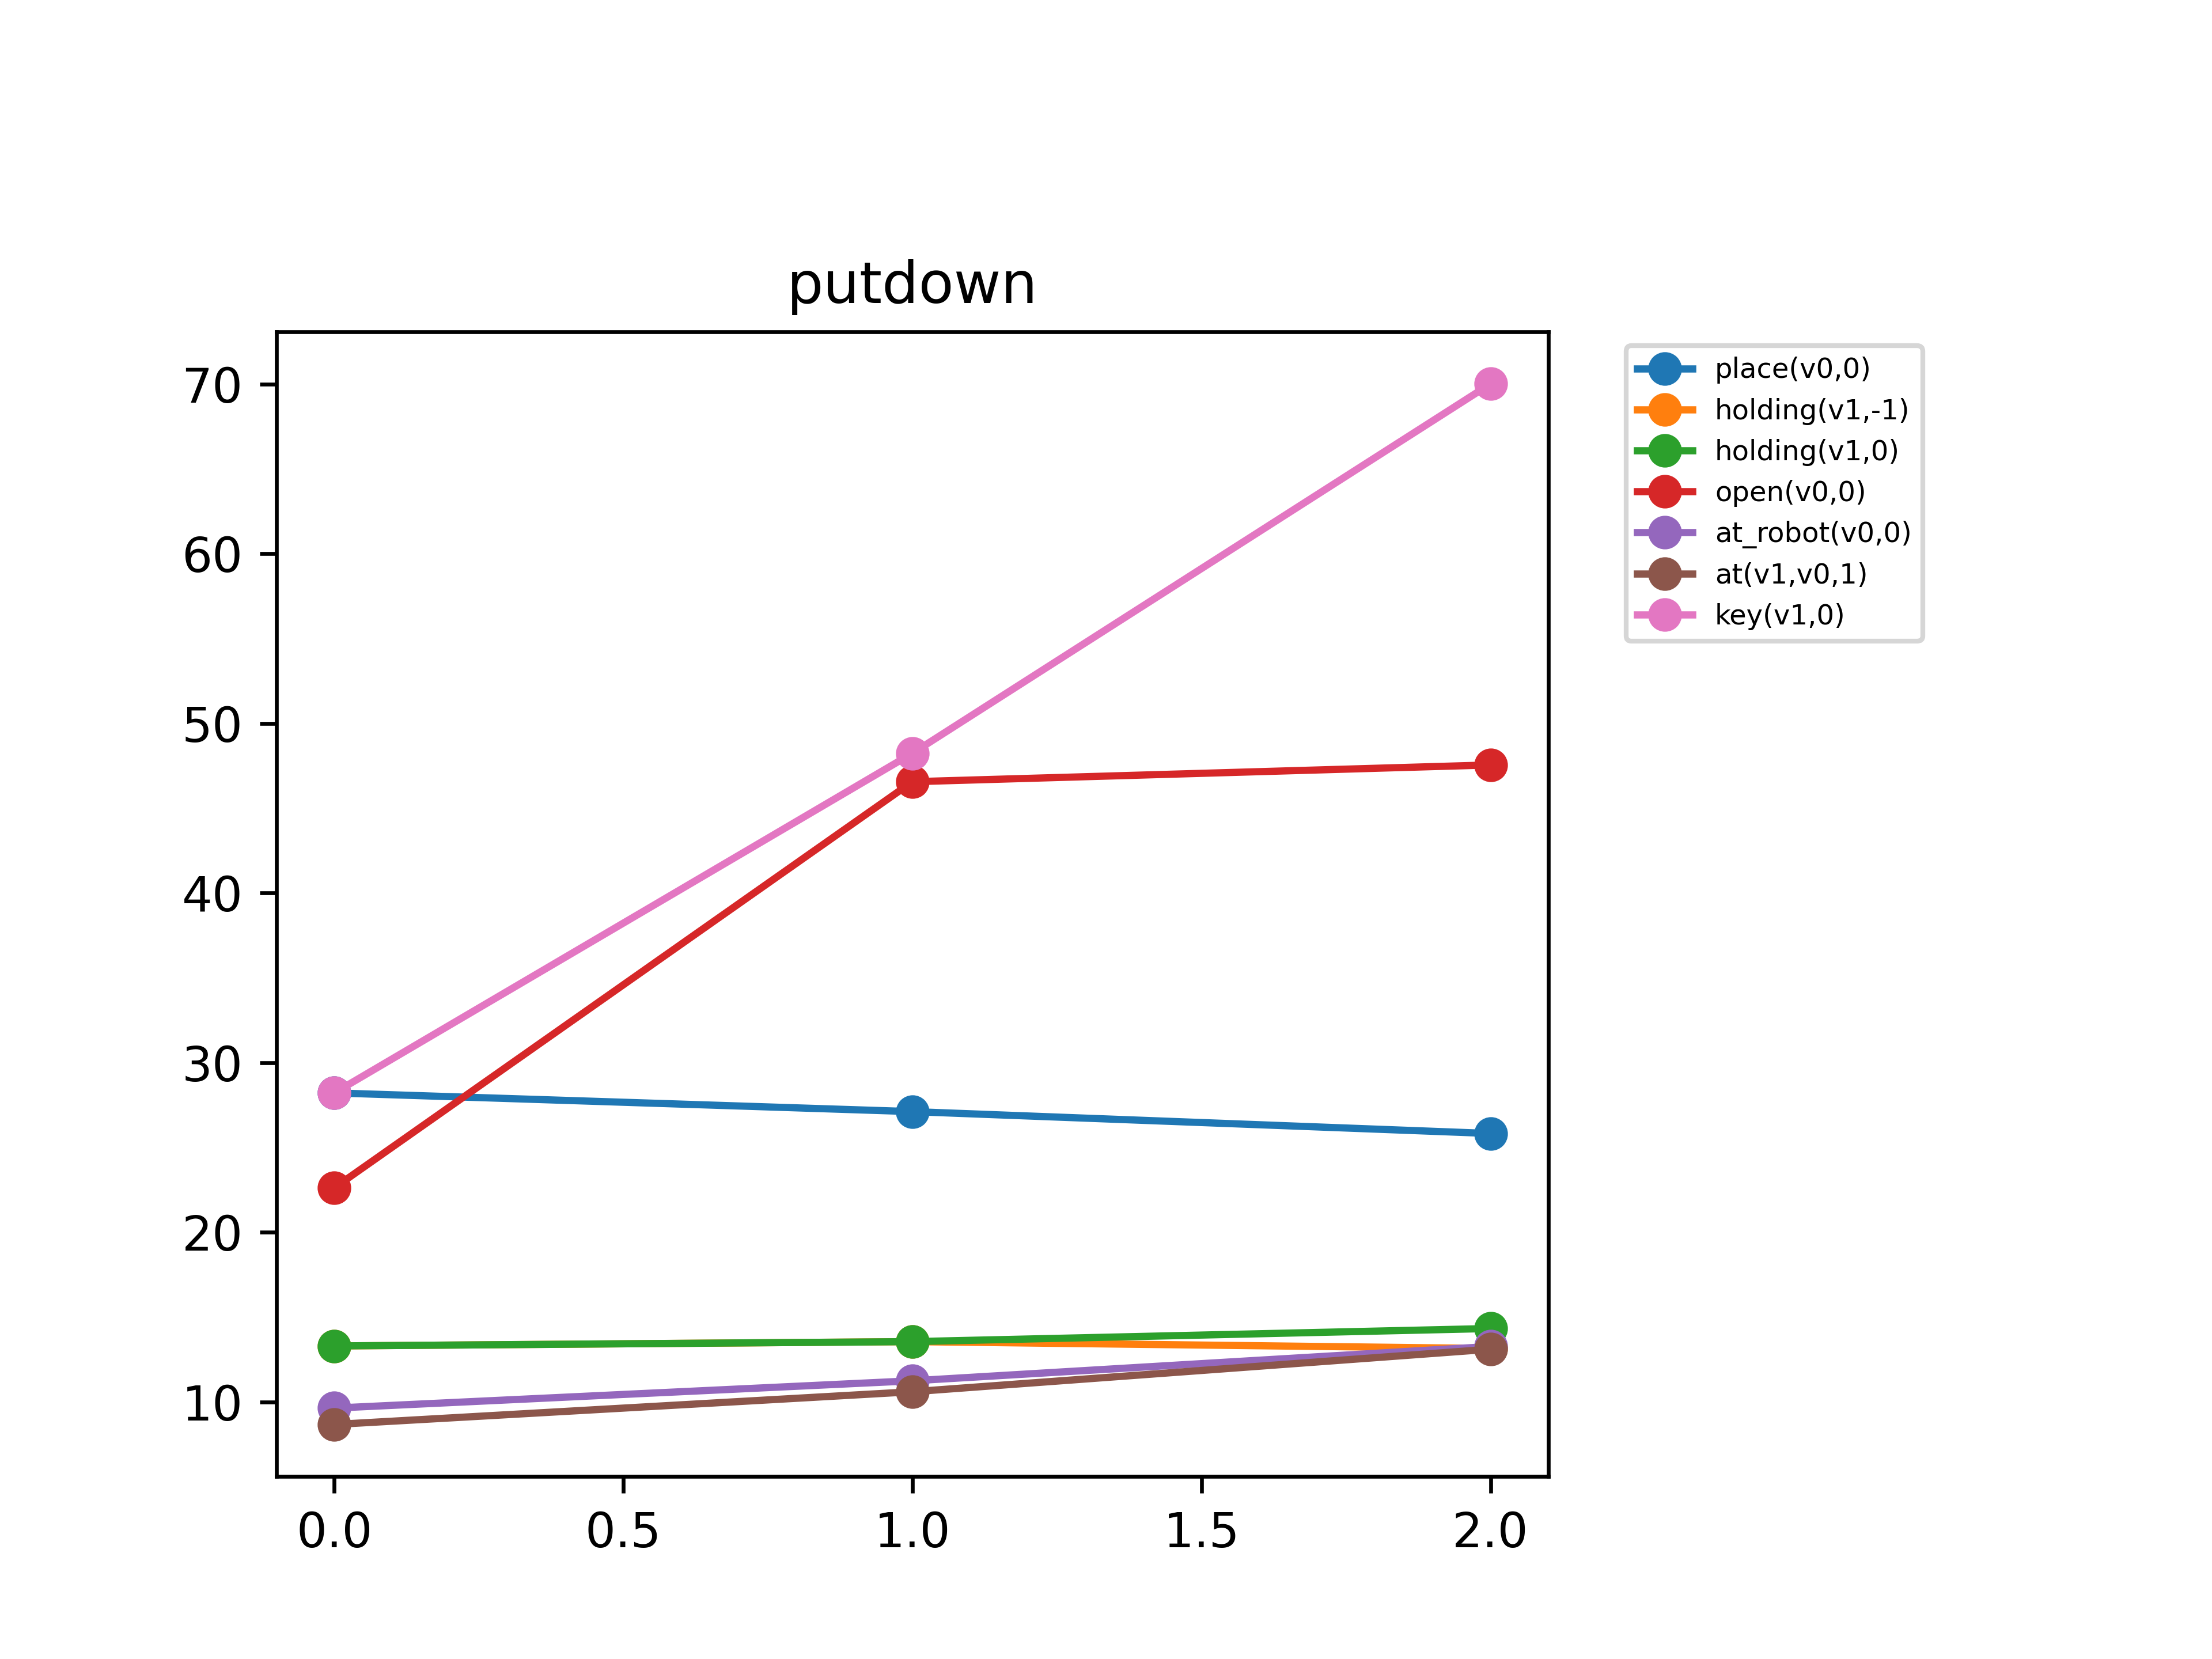 putdown
70
60
50
40
30
20
10
0.0 0.5 1.0 1.5 2.0
place(v0,0)
holding(v1,-1)
holding(v1,0)
open(v0,0)
at_robot(v0,0)
at(v1,v0,1)
key(v1,0)